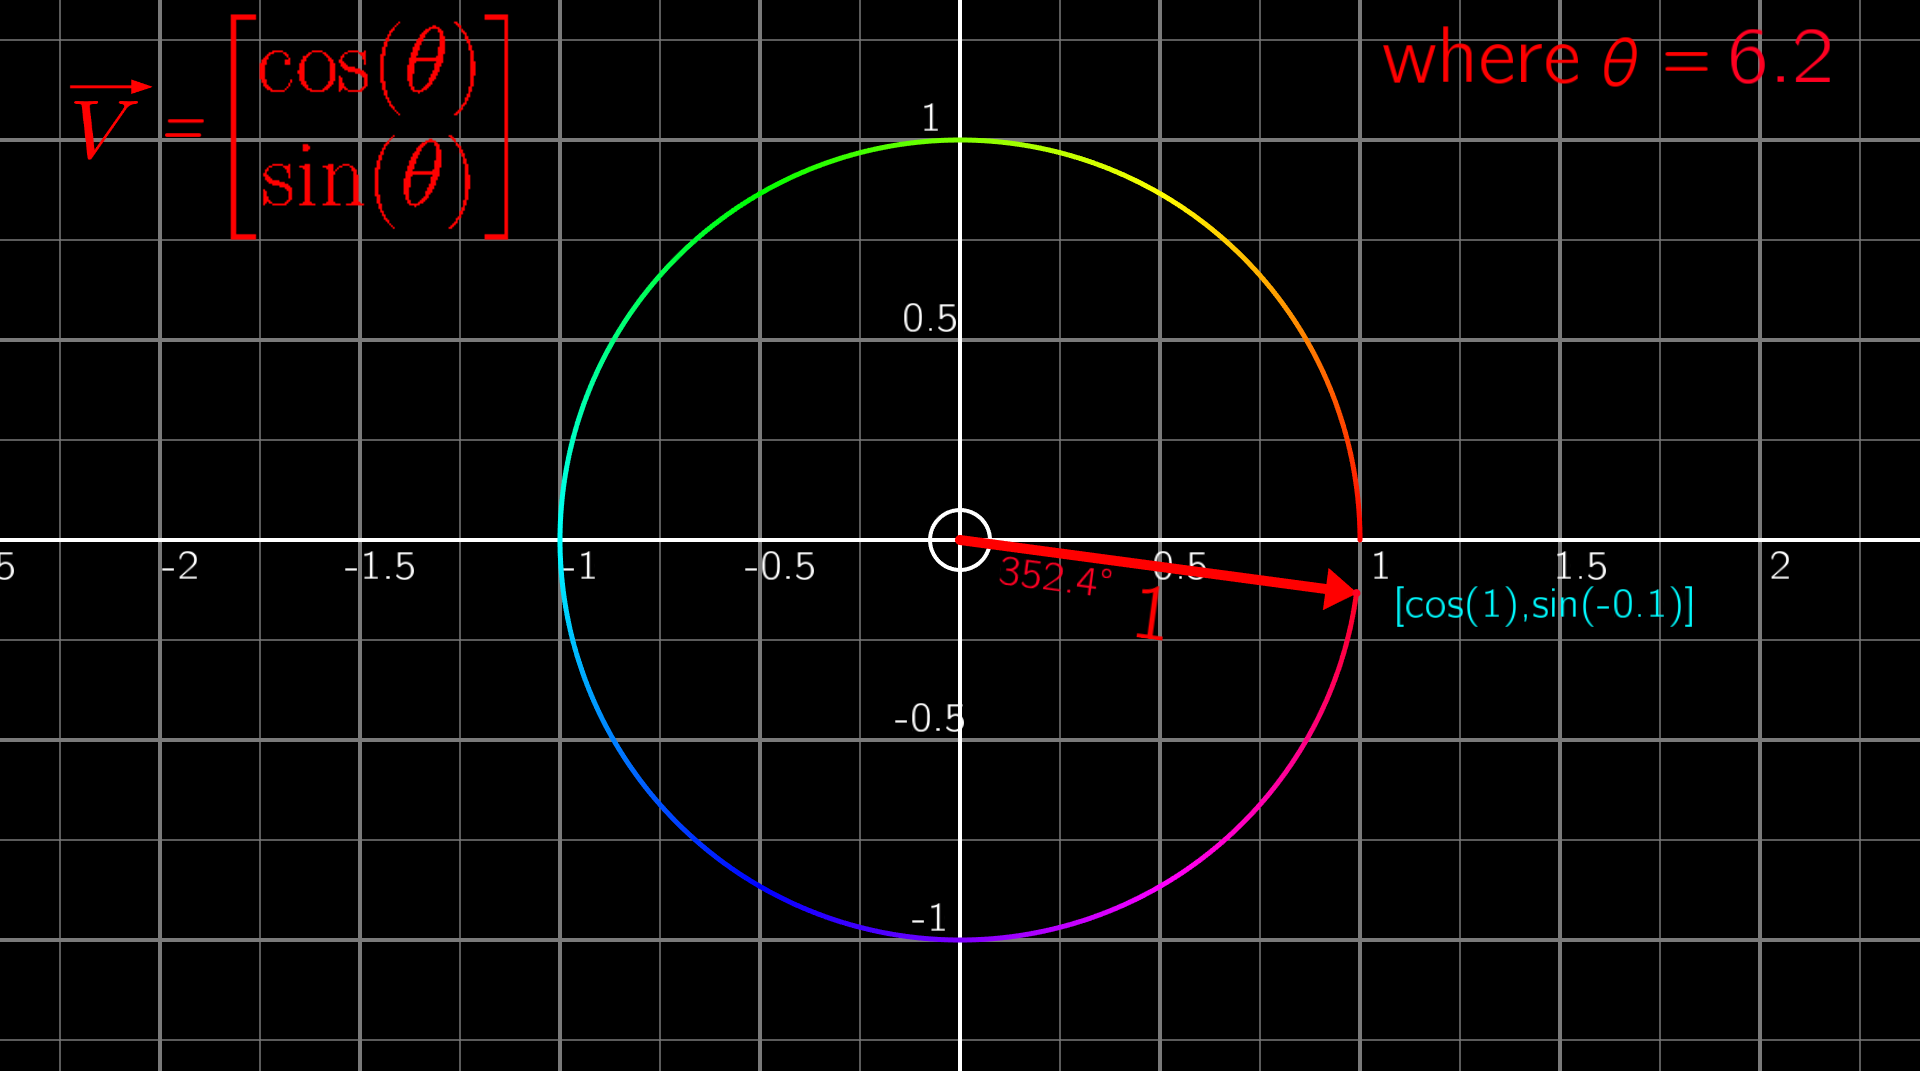 V = [cos(θ)
sin(θ)]
where θ = 6.2
1
0.5
5 -2 -1.5 -1 -0.5 0.5 1 1.5 2
352.4°
1
[cos(1),sin(-0.1)]
-0.5
-1